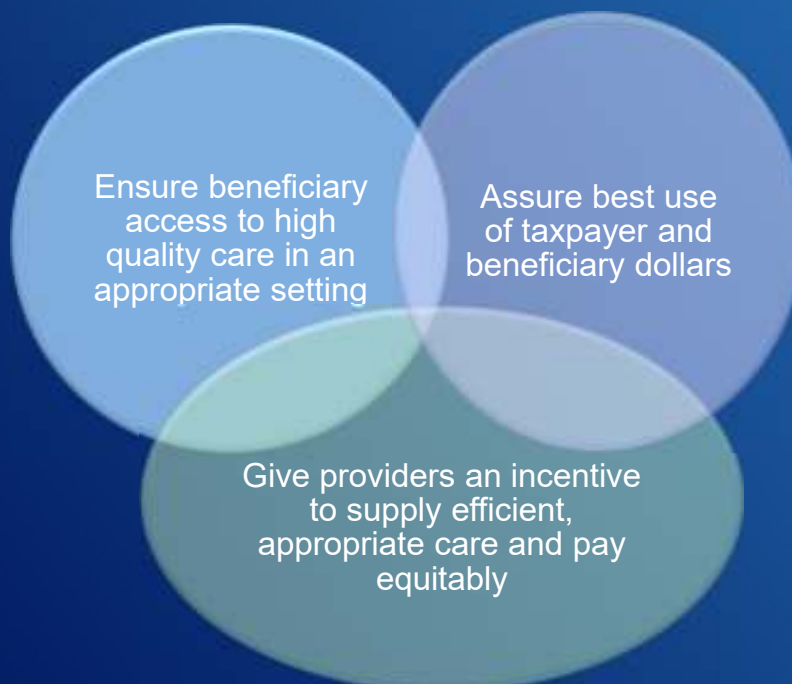 Ensure beneficiary
access to high
quality care in an
appropriate setting
Assure best use
of taxpayer and
beneficiary dollars
Give providers an incentive
to supply efficient,
appropriate care and pay
equitably